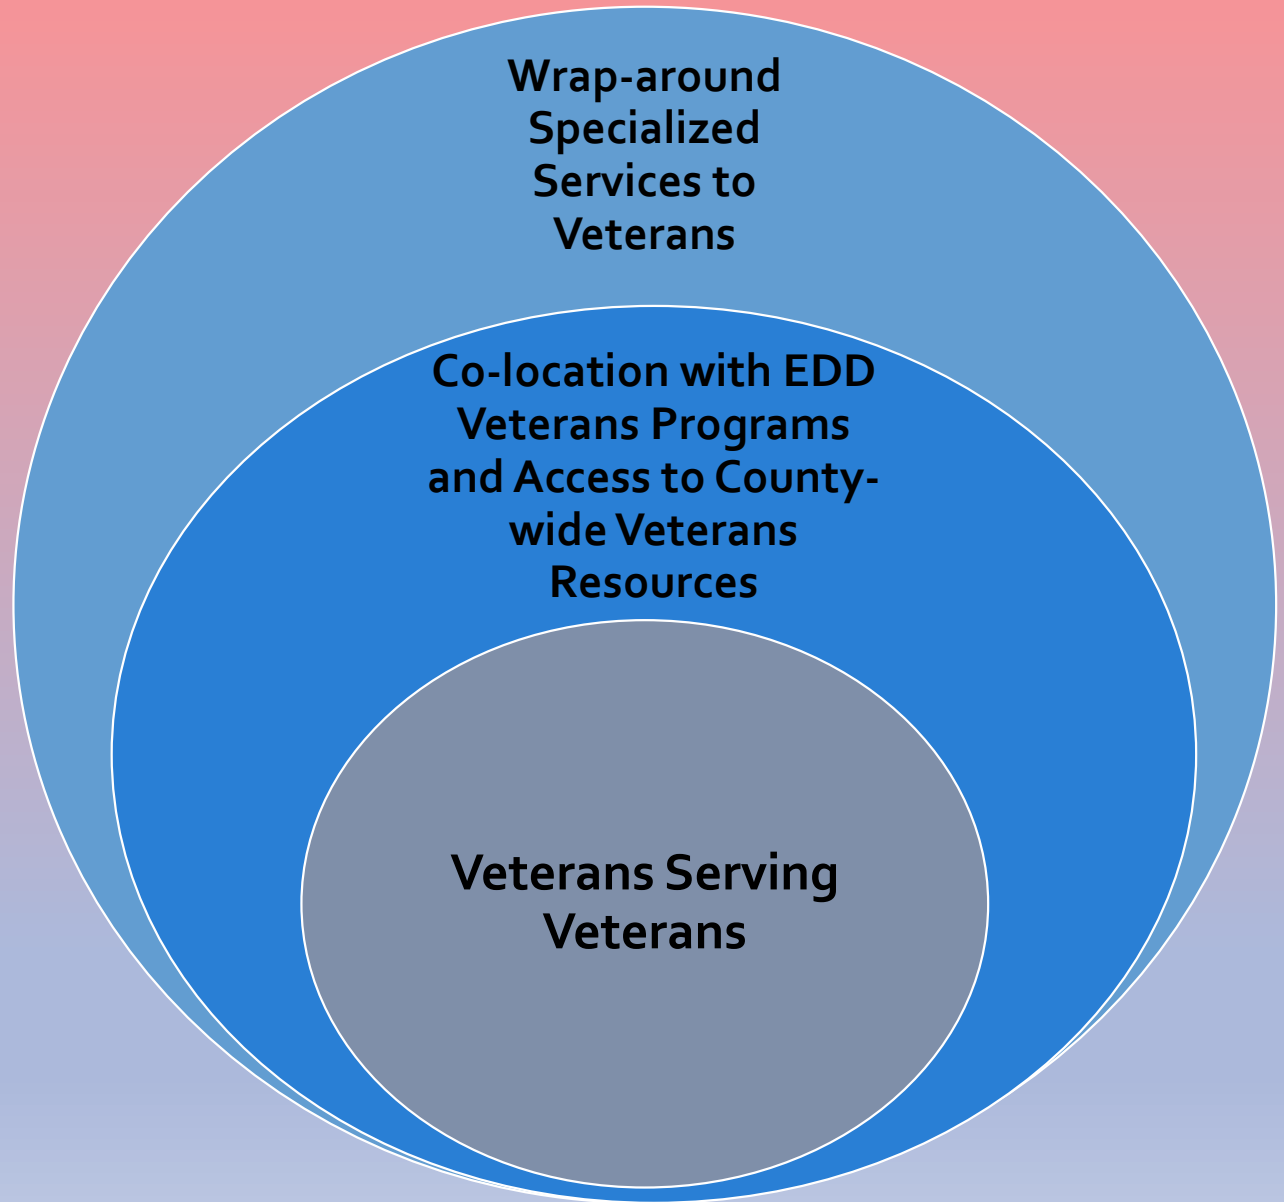 Wrap-around
Specialized
Services to
Veterans
Co-location with EDD
Veterans Programs
and Access to County-
wide Veterans
Resources
Veterans Serving
Veterans